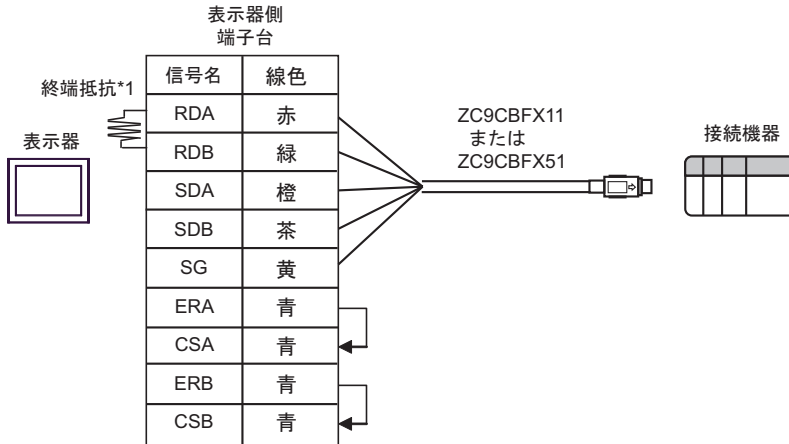 表示器側
端子台
終端抵抗*1
表示器
信号名 線色
RDA 赤
RDB 緑
SDA 橙
SDB 茶
SG 黄
ERA 青
CSA 青
ERB 青
CSB 青
ZC9CBFX11
または
ZC9CBFX51
接続機器